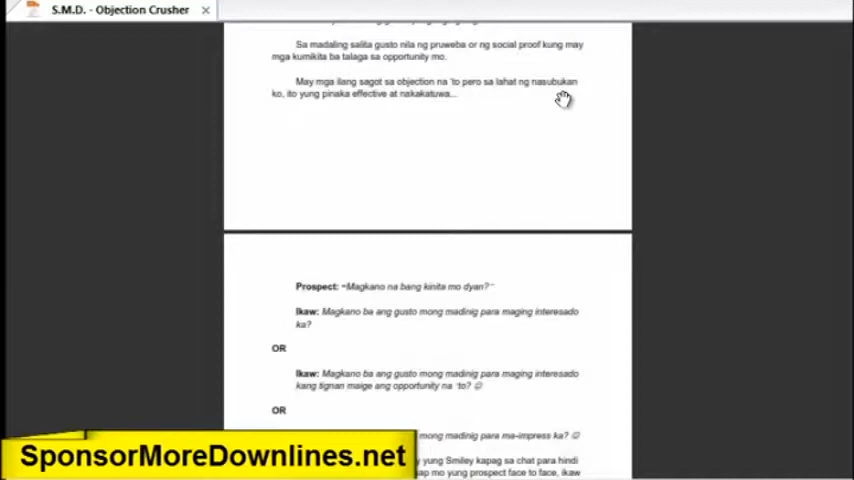 S.M.D. - Objection Crusher
Sa madaling salita gusto nila ng pruweba or ng social proof kung may
mga kumikita ba talaga sa opportunity mo.
May mga ilang sagot sa objection na 'to pero sa lahat ng nasubukan
ko, ito yung pinaka effective at nakakatuwa...
Prospect: "Magkano na bang kinita mo dyan?"
Ikaw: Magkano ba ang gusto mong madinig para maging interesado
ka?
OR
Ikaw: Magkano ba ang gusto mong madinig para maging interesado
kang tignan maige ang opportunity na 'to? ☺
OR
mong madinig para ma-impress ka? ☺
yung Smiley kapag sa chat para hindi
mo yung prospect face to face, ikaw
SponsorMoreDownlines.net